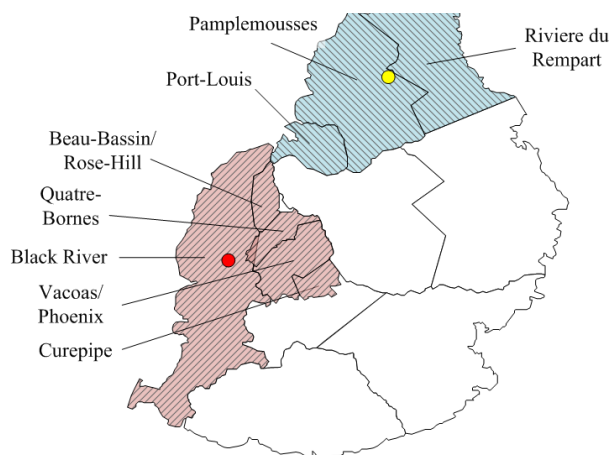 Pamplemousses
Riviere du
Rempart
Port-Louis
Beau-Bassin/
Rose-Hill
Quatre-
Bornes
Black River
Vacoas/
Phoenix
Curepipe